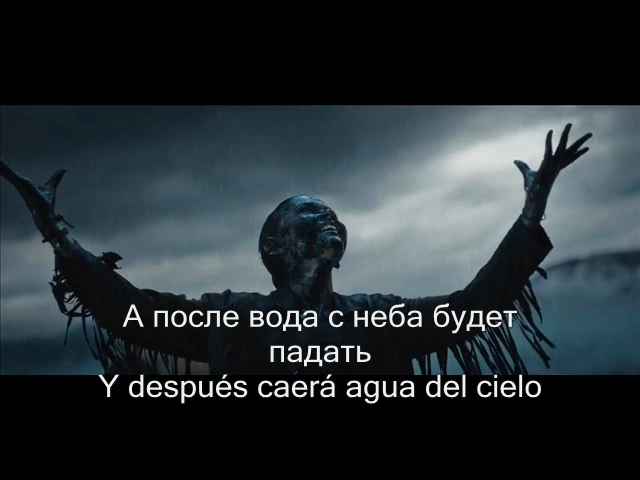 А после вода с неба будет
падать
Y después caerá agua del cielo